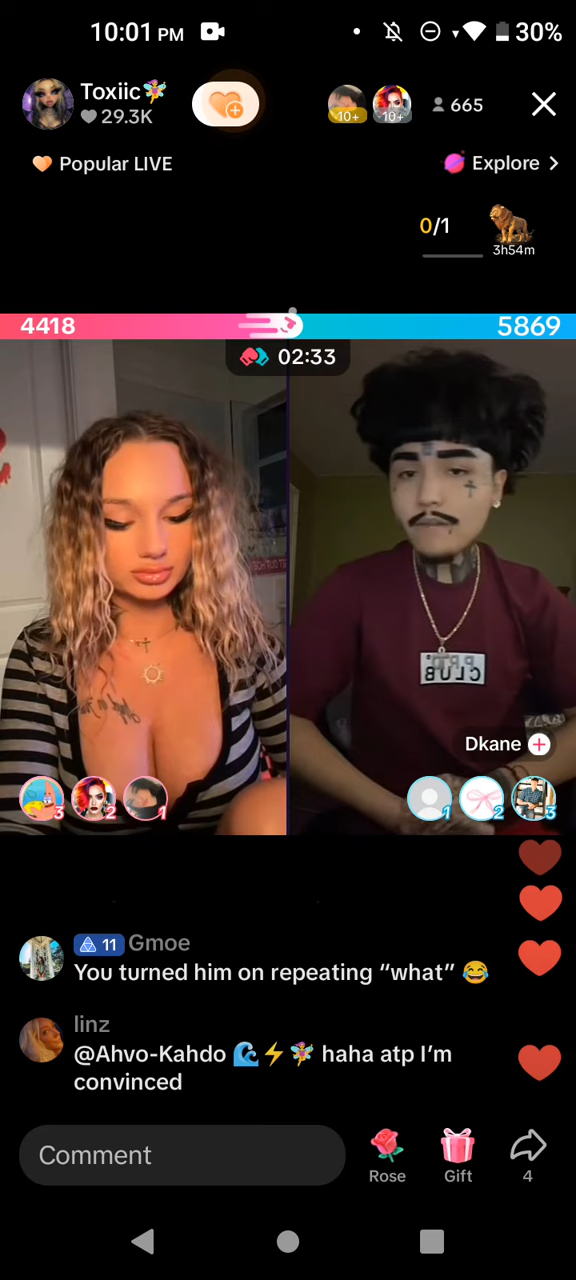 10:01 PM 30%
Toxiic🧚
29.3K
10+ 10+
665
Popular LIVE
Explore >
0/1
3h54m
4418 5869
02:33
CLUB
Dkane +
3 2 1 1 2 3
11 Gmoe
You turned him on repeating “what” 😂
linz
@Ahvo-Kahdo 🌊⚡🧚 haha atp I’m
convinced
Comment
Rose Gift 4